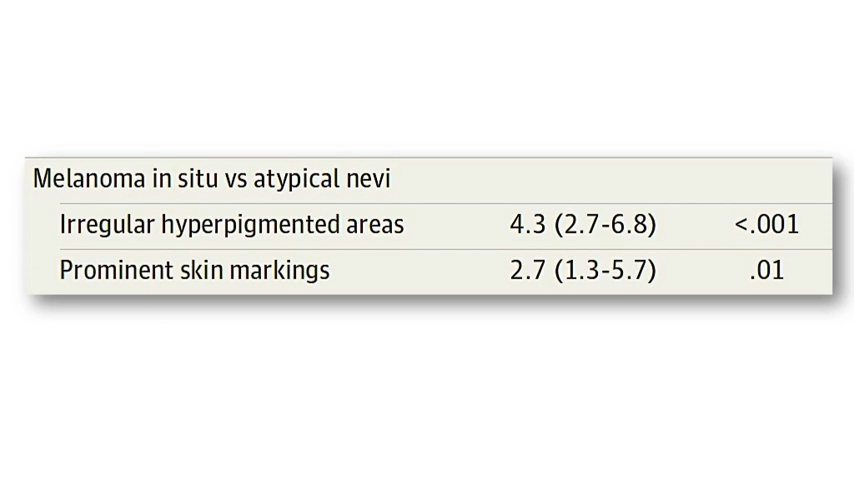 Melanoma in situ vs atypical nevi
Irregular hyperpigmented areas 4.3 (2.7-6.8) <.001
Prominent skin markings 2.7 (1.3-5.7) .01